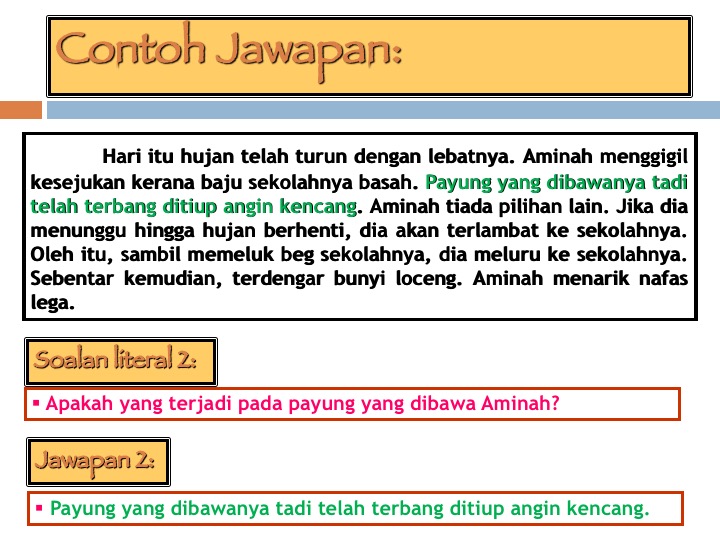 Contoh Jawapan:
Hari itu hujan telah turun dengan lebatnya. Aminah menggigil
kesejukan kerana baju sekolahnya basah. Payung yang dibawanya tadi
telah terbang ditiup angin kencang. Aminah tiada pilihan lain. Jika dia
menunggu hingga hujan berhenti, dia akan terlambat ke sekolahnya.
Oleh itu, sambil memeluk beg sekolahnya, dia meluru ke sekolahnya.
Sebentar kemudian, terdengar bunyi loceng. Aminah menarik nafas
lega.
Soalan literal 2:
▪ Apakah yang terjadi pada payung yang dibawa Aminah?
Jawapan 2:
▪ Payung yang dibawanya tadi telah terbang ditiup angin kencang.